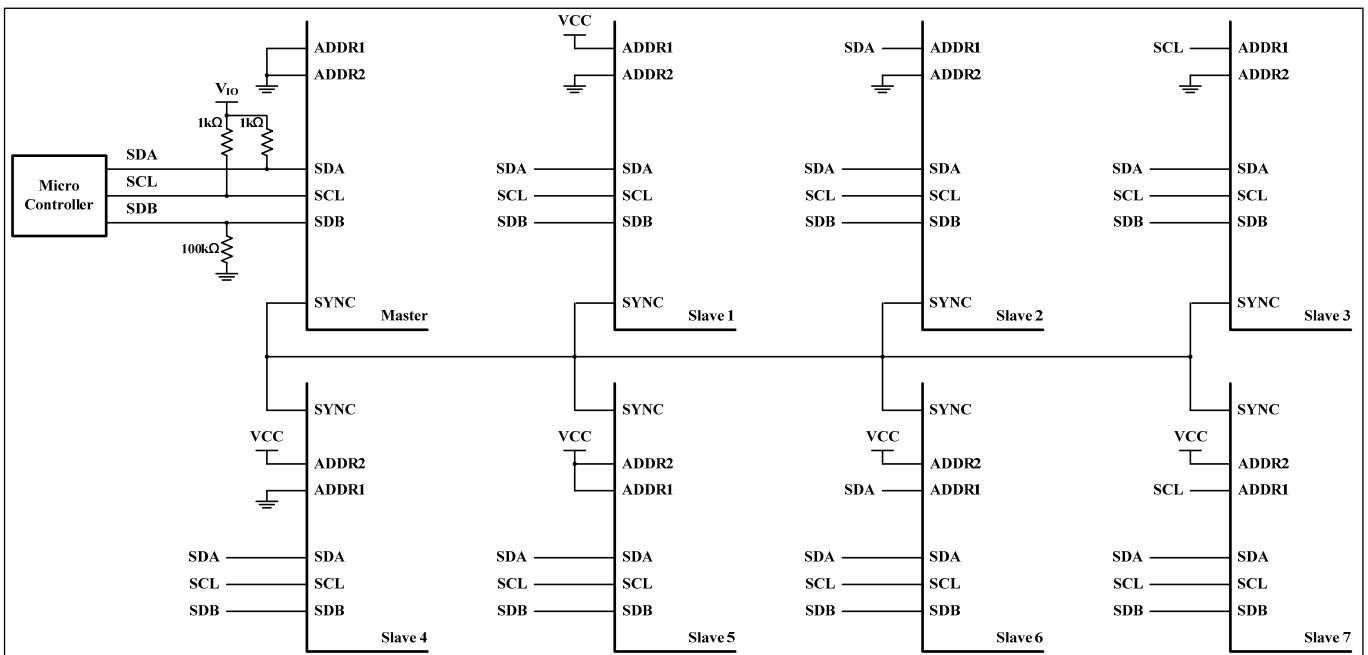 VCC
ADDR1
ADDR1
SDA
ADDR1
SCL
ADDR1
ADDR2
ADDR2
ADDR2
ADDR2
VIO
1kΩ
1kΩ
SDA
SDA
SDA
SDA
SDA
SDA
SDA
SDA
Micro
Controller
SCL
SCL
SCL
SCL
SCL
SCL
SCL
SCL
SDB
SDB
SDB
SDB
SDB
SDB
SDB
SDB
100kΩ
SYNC
SYNC
SYNC
SYNC
Master
Slave 1
Slave 2
Slave 3
SYNC
SYNC
SYNC
SYNC
VCC
VCC
VCC
VCC
ADDR2
ADDR2
ADDR2
ADDR2
ADDR1
ADDR1
SDA
ADDR1
SCL
ADDR1
SDA
SDA
SDA
SDA
SDA
SDA
SDA
SDA
SCL
SCL
SCL
SCL
SCL
SCL
SCL
SCL
SDB
SDB
SDB
SDB
SDB
SDB
SDB
SDB
Slave 4
Slave 5
Slave 6
Slave 7